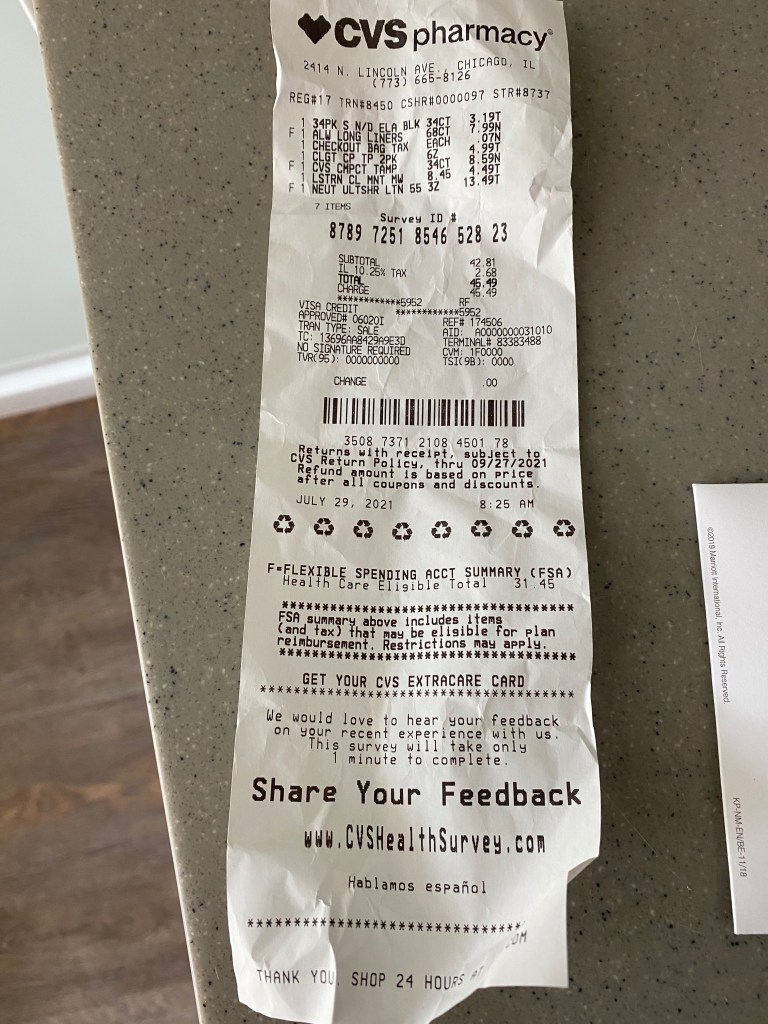 CVS pharmacy®
2414 N. LINCOLN AVE., CHICAGO, IL
(773) 665-8126
REG#17 TRN#8450 CSHR#0000097 STR#8737
1 34PK S N/D ELA BLK 34CT 3.19T
F 1 ALW LONG LINERS 68CT 7.99N
1 CHECKOUT BAG TAX EACH .07N
1 CLGT CP TP 2PK 6Z 4.99T
F 1 CVS CMPCT TAMP 34CT 8.59N
1 LSTRN CL MNT MW 8.45 4.49T
F 1 NEUT ULTSHR LTN 55 3Z 13.49T
7 ITEMS
Survey ID #
8789 7251 8546 528 23
SUBTOTAL 42.81
IL 10.25% TAX 2.68
TOTAL 45.49
CHARGE 45.49
************5952 RF
VISA CREDIT ************5952
APPROVED# 06020I REF# 174506
TRAN TYPE: SALE AID: A0000000031010
TC: 13696AA8429A9E3D TERMINAL# 83383488
NO SIGNATURE REQUIRED CVM: 1F0000
TVR(95): 0000000000 TSI(9B): 0000
CHANGE .00
3508 7371 2108 4501 78
Returns with receipt, subject to
CVS Return Policy, thru 09/27/2021
Refund amount is based on price
after all coupons and discounts.
JULY 29, 2021 8:25 AM
F=FLEXIBLE SPENDING ACCT SUMMARY (FSA)
Health Care Eligible Total 31.45
**************************************
FSA summary above includes items
(and tax) that may be eligible for plan
reimbursement. Restrictions may apply.
**************************************
GET YOUR CVS EXTRACARE CARD
**************************************
We would love to hear your feedback
on your recent experience with us.
This survey will take only
1 minute to complete.
Share Your Feedback
www.CVSHealthSurvey.com
Hablamos español
**************************************
.COM
THANK YOU. SHOP 24 HOURS AT
©2019 Marriott International, Inc. All Rights Reserved.
KP-NM-EN/BE-11/18